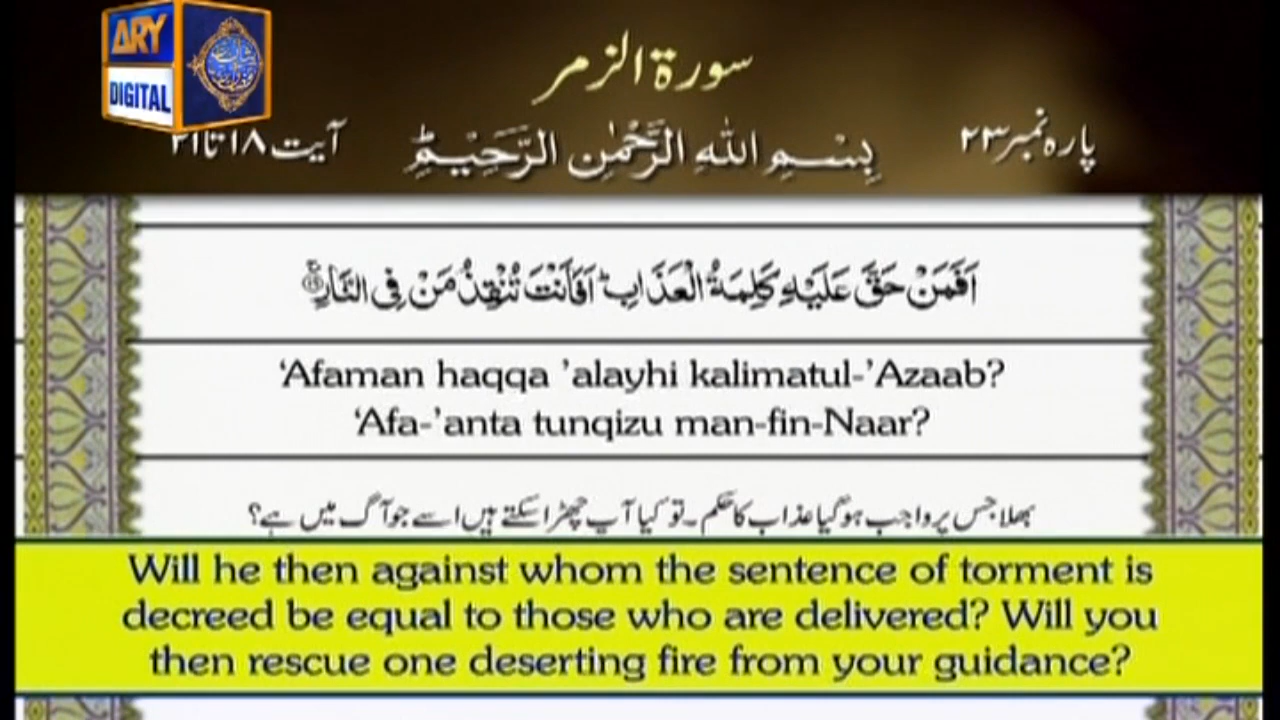 ARY
DIGITAL
سورۃ الزمر
پارہ نمبر ۲۳
بِسْمِ اللهِ الرَّحْمٰنِ الرَّحِيْمِ
آیت ۱۸ تا ۲۱
اَفَمَنْ حَقَّ عَلَيْهِ كَلِمَةُ الْعَذَابِ ؕ اَفَاَنْتَ تُنْقِذُ مَنْ فِى النَّارِ
‘Afaman haqqa ’alayhi kalimatul-’Azaab?
‘Afa-’anta tunqizu man-fin-Naar?
بھلا جس پر واجب ہو گیا عذاب کا حکم ۔ تو کیا آپ چھڑا سکتے ہیں اسے جو آگ میں ہے؟
Will he then against whom the sentence of torment is
decreed be equal to those who are delivered? Will you
then rescue one deserting fire from your guidance?